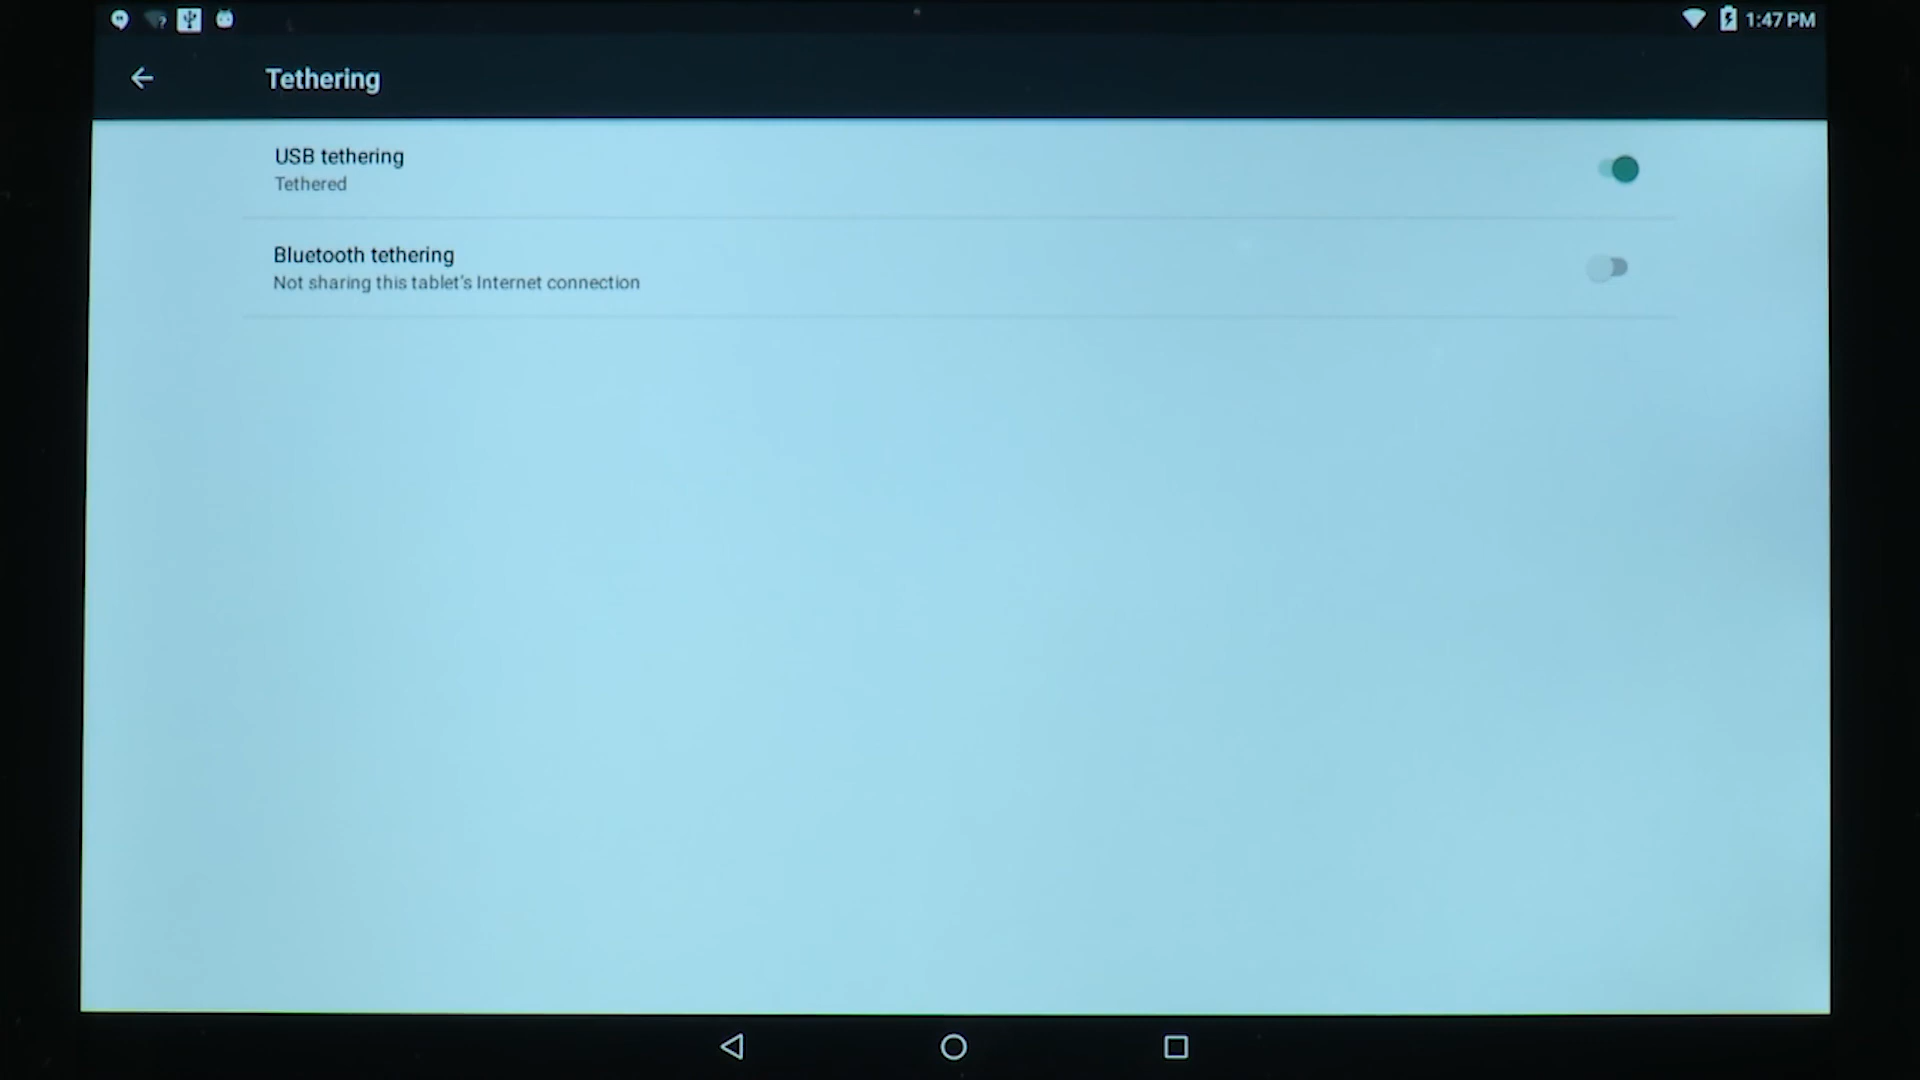 1:47 PM
Tethering
USB tethering
Tethered
Bluetooth tethering
Not sharing this tablet's Internet connection